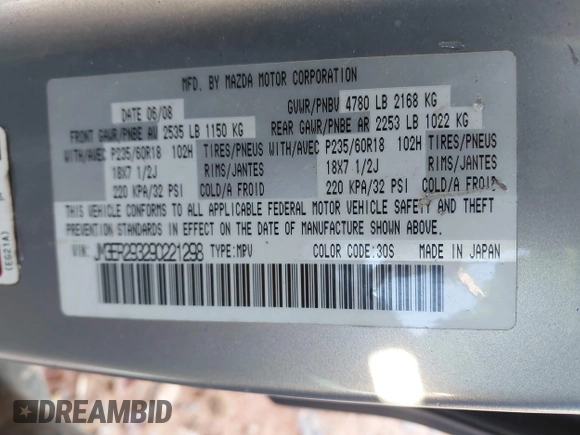 MFD. BY MAZDA MOTOR CORPORATION
DATE 06/08 GVWR/PNBV 4780 LB 2168 KG
FRONT GAWR/PNBE AV 2535 LB 1150 KG REAR GAWR/PNBE AR 2253 LB 1022 KG
WITH/AVEC P235/60R18 102H TIRES/PNEUS WITH/AVEC P235/60R18 102H TIRES/PNEUS
18X7 1/2J RIMS/JANTES 18X7 1/2J RIMS/JANTES
220 KPA/32 PSI COLD/A FROID 220 KPA/32 PSI COLD/A FROID
THIS VEHICLE CONFORMS TO ALL APPLICABLE FEDERAL MOTOR VEHICLE SAFETY AND THEFT
PREVENTION STANDARDS IN EFFECT ON THE DATE OF MANUFACTURE SHOWN ABOVE.
VIN: JM3ER293290221298 TYPE:MPV COLOR CODE:30S MADE IN JAPAN
(EG21A)
DREAMBID